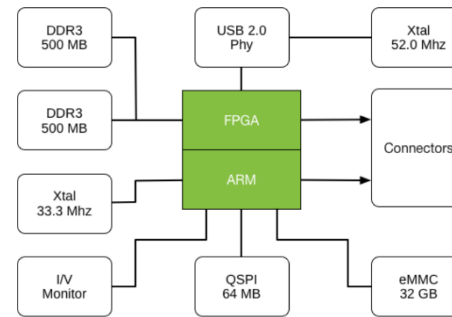 DDR3
500 MB
USB 2.0
Phy
Xtal
52.0 Mhz
DDR3
500 MB
FPGA
Connectors
ARM
Xtal
33.3 Mhz
I/V
Monitor
QSPI
64 MB
eMMC
32 GB